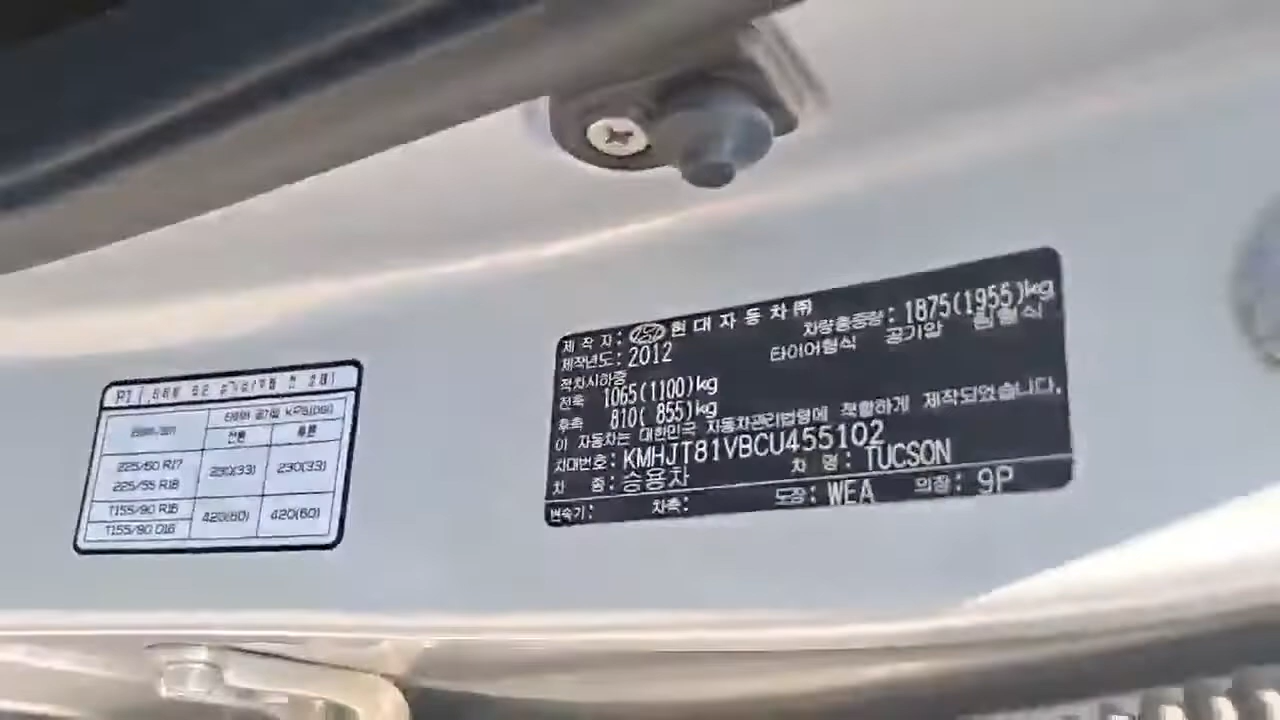 225/60 R17
225/55 R18
230(33) 230(33)
T155/90 R16
T155/90 D16
420(60) 420(60)
전륜 후륜
제 작 자: 현대자동차㈜
제작년도: 2012
차량총중량: 1875(1955)kg
타이어형식 공기압 림형식
적차시하중
전축 1065(1100)kg
후축 810( 855)kg
이 자동차는 대한민국 자동차관리법령에 적합하게 제작되었습니다.
차대번호: KMHJT81VBCU455102
차 종: 승용차 차 명: TUCSON
변속기: 차축: 도장: WEA 의장: 9P